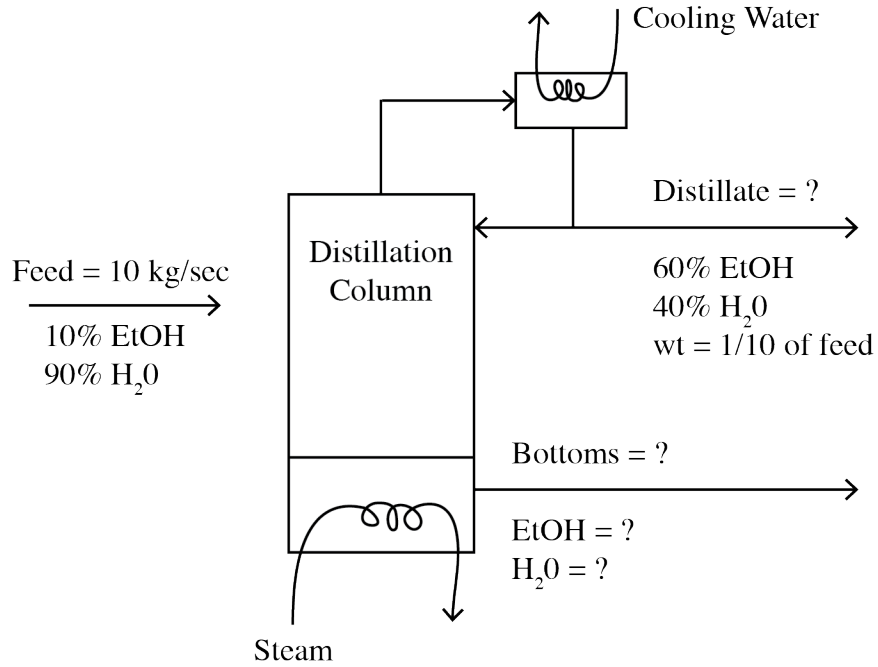 Cooling Water
Distillate = ?
Distillation
Column
Feed = 10 kg/sec
10% EtOH
90% H₂0
60% EtOH
40% H₂0
wt = 1/10 of feed
Bottoms = ?
EtOH = ?
H₂0 = ?
Steam